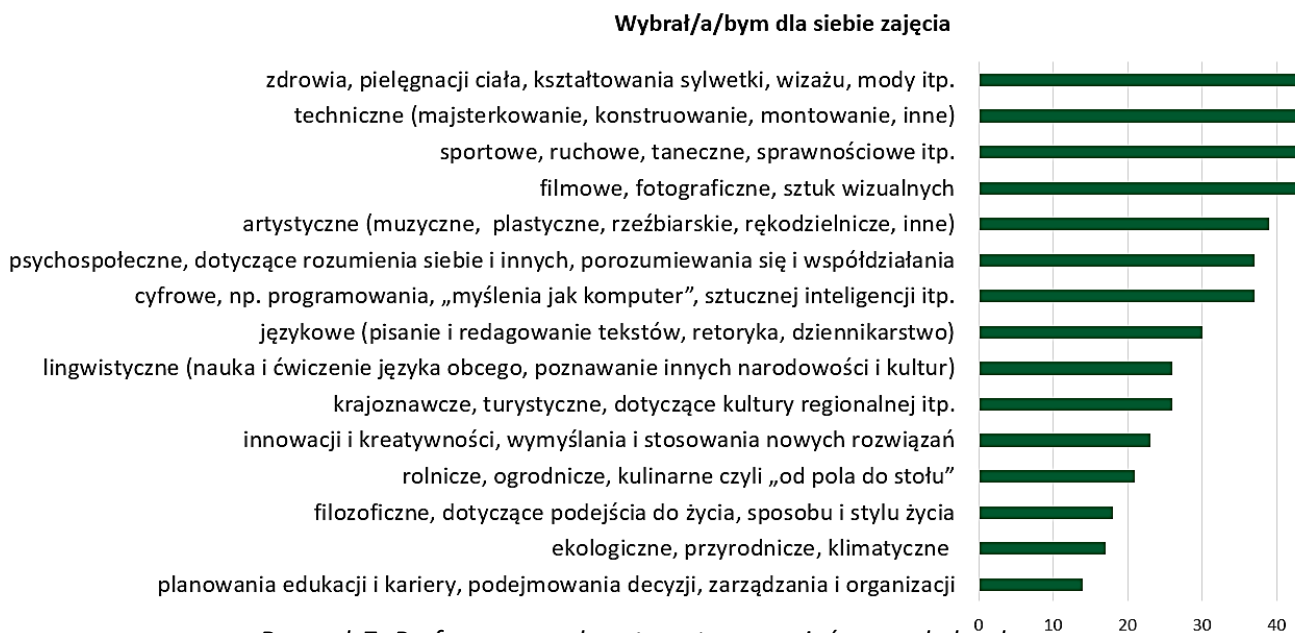 Wybrał/a/bym dla siebie zajęcia
zdrowia, pielęgnacji ciała, kształtowania sylwetki, wizażu, mody itp.
techniczne (majsterkowanie, konstruowanie, montowanie, inne)
sportowe, ruchowe, taneczne, sprawnościowe itp.
filmowe, fotograficzne, sztuk wizualnych
artystyczne (muzyczne, plastyczne, rzeźbiarskie, rękodzielnicze, inne)
psychospołeczne, dotyczące rozumienia siebie i innych, porozumiewania się i współdziałania
cyfrowe, np. programowania, „myślenia jak komputer”, sztucznej inteligencji itp.
językowe (pisanie i redagowanie tekstów, retoryka, dziennikarstwo)
lingwistyczne (nauka i ćwiczenie języka obcego, poznawanie innych narodowości i kultur)
krajoznawcze, turystyczne, dotyczące kultury regionalnej itp.
innowacji i kreatywności, wymyślania i stosowania nowych rozwiązań
rolnicze, ogrodnicze, kulinarne czyli „od pola do stołu”
filozoficzne, dotyczące podejścia do życia, sposobu i stylu życia
ekologiczne, przyrodnicze, klimatyczne
planowania edukacji i kariery, podejmowania decyzji, zarządzania i organizacji
0 10 20 30 40